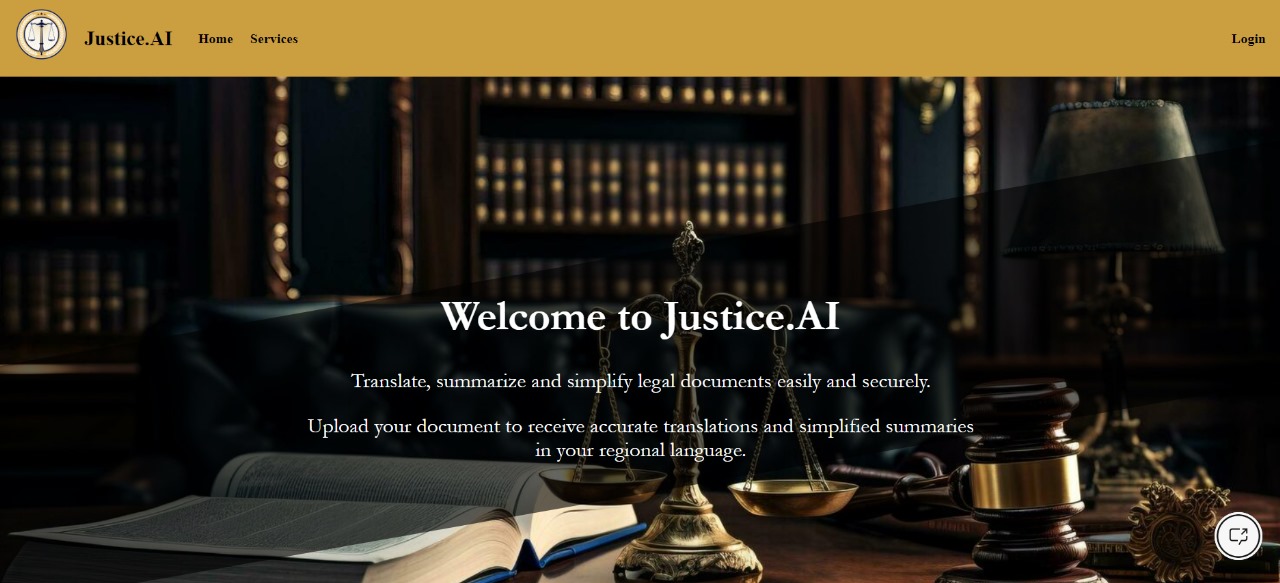 Justice.AI
Home
Services
Login
Welcome to Justice.AI
Translate, summarize and simplify legal documents easily and securely.
Upload your document to receive accurate translations and simplified summaries
in your regional language.